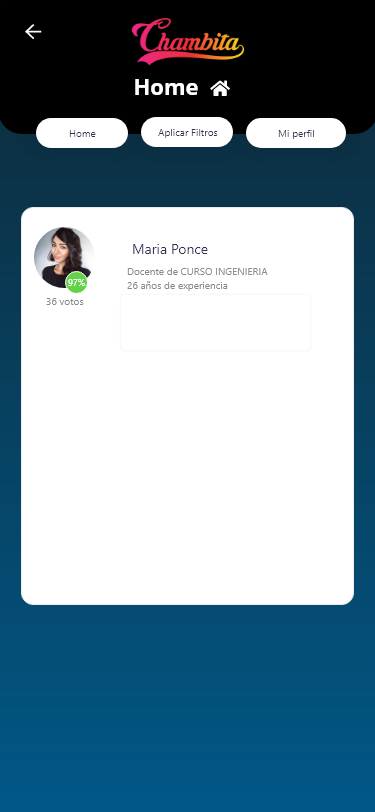 Chambita
Home
Home
Aplicar Filtros
Mi perfil
Maria Ponce
Docente de CURSO INGENIERIA
26 años de experiencia
97%
36 votos